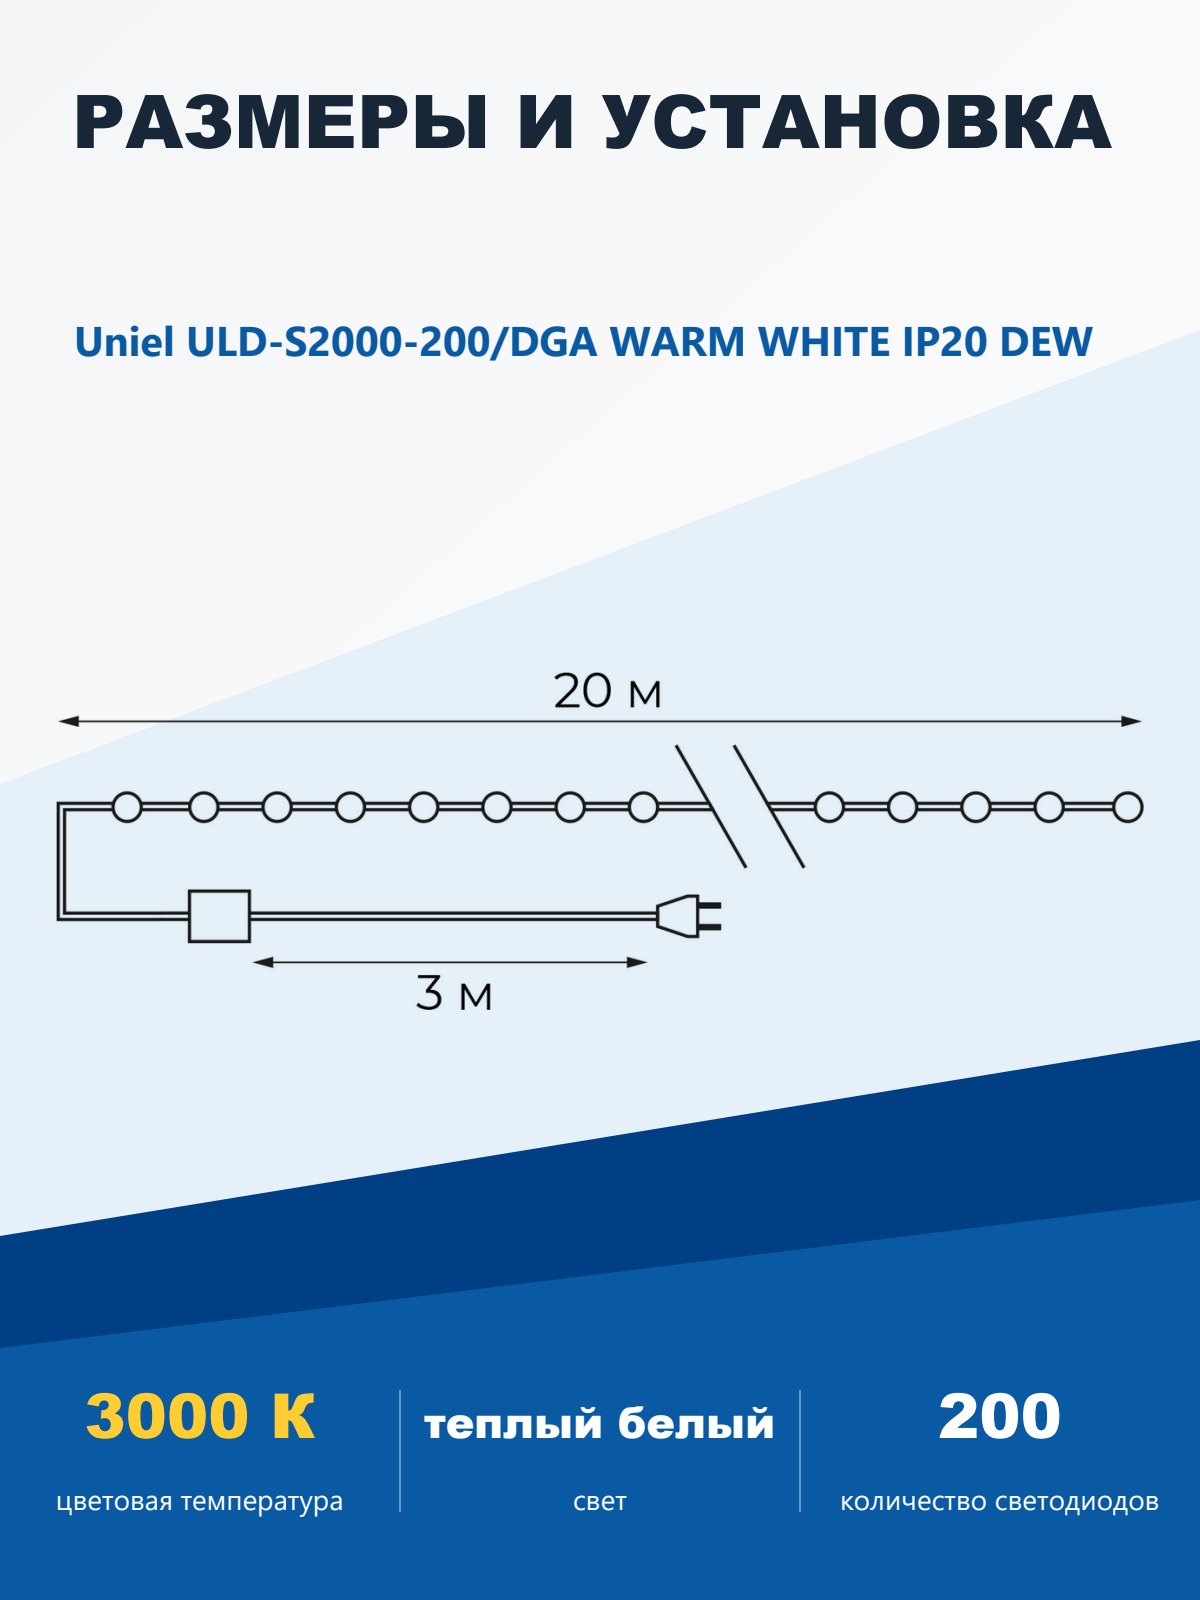 РАЗМЕРЫ И УСТАНОВКА
Uniel ULD-S2000-200/DGA WARM WHITE IP20 DEW
20 м
3 м
3000 К
теплый белый
200
цветовая температура
свет
количество светодиодов